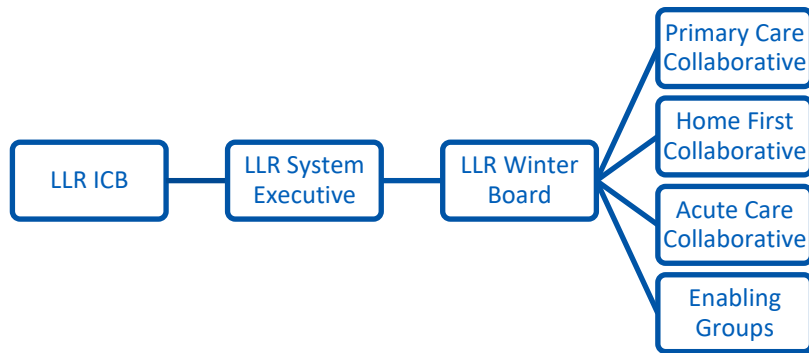 LLR ICB
LLR System
Executive
LLR Winter
Board
Primary Care
Collaborative
Home First
Collaborative
Acute Care
Collaborative
Enabling
Groups